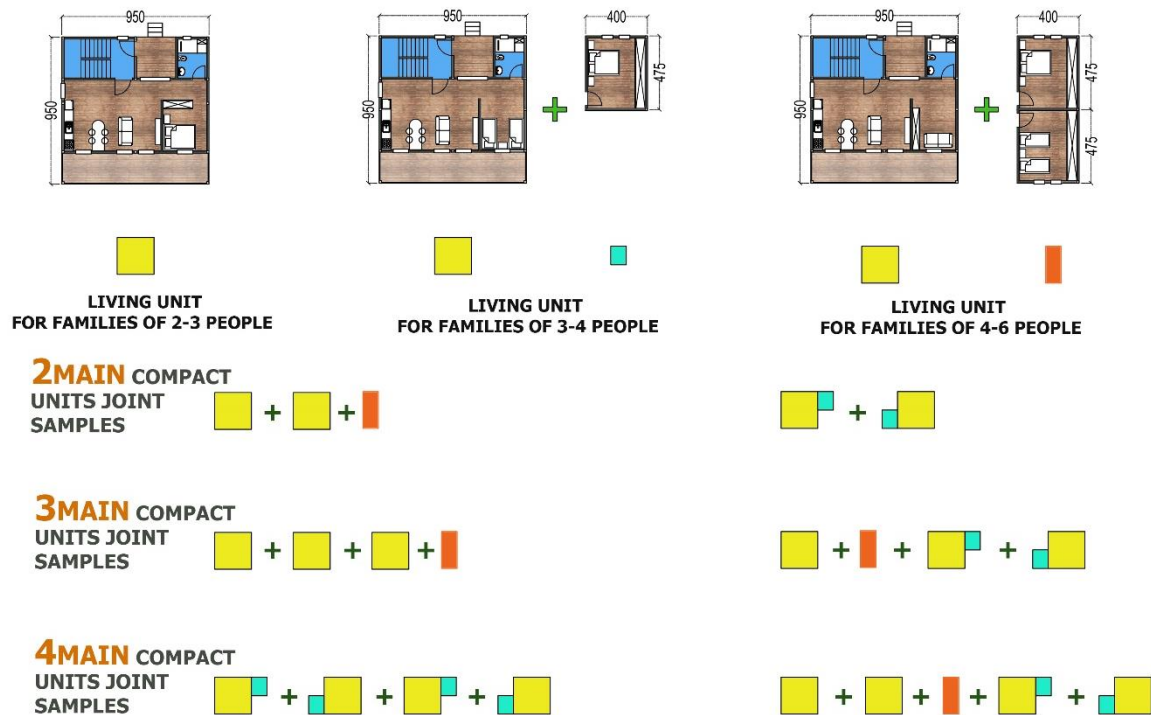 950
950
400
950
400
950
950
475
950
475
475
LIVING UNIT
FOR FAMILIES OF 2-3 PEOPLE
LIVING UNIT
FOR FAMILIES OF 3-4 PEOPLE
LIVING UNIT
FOR FAMILIES OF 4-6 PEOPLE
2MAIN COMPACT
UNITS JOINT
SAMPLES
3MAIN COMPACT
UNITS JOINT
SAMPLES
4MAIN COMPACT
UNITS JOINT
SAMPLES